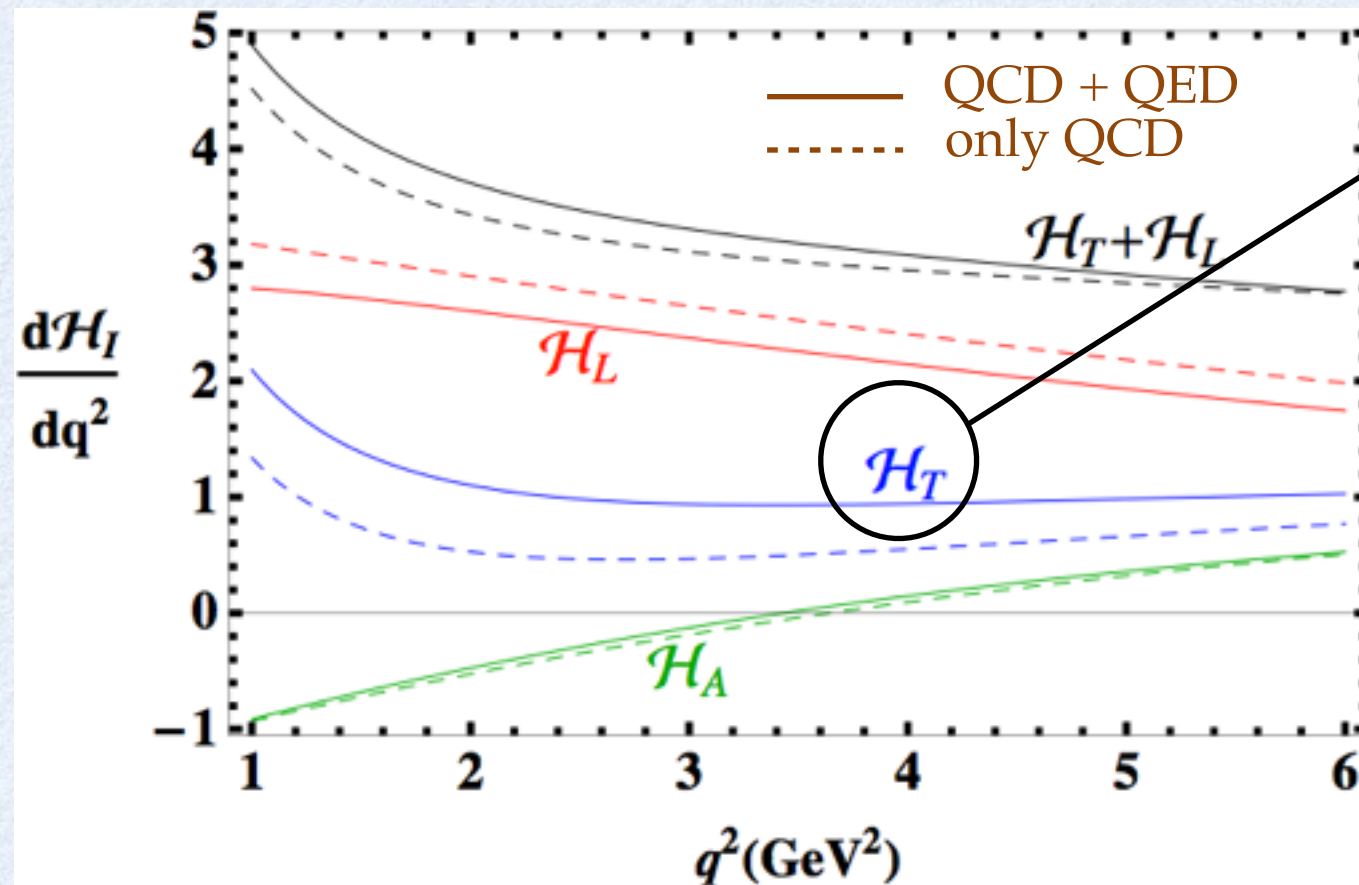 5
4
3
2
1
0
−1
QCD + QED
only QCD
ℋ_T+ℋ_L
ℋ_L
ℋ_T
ℋ_A
dℋ_I
dq²
1 2 3 4 5 6
q²(GeV²)